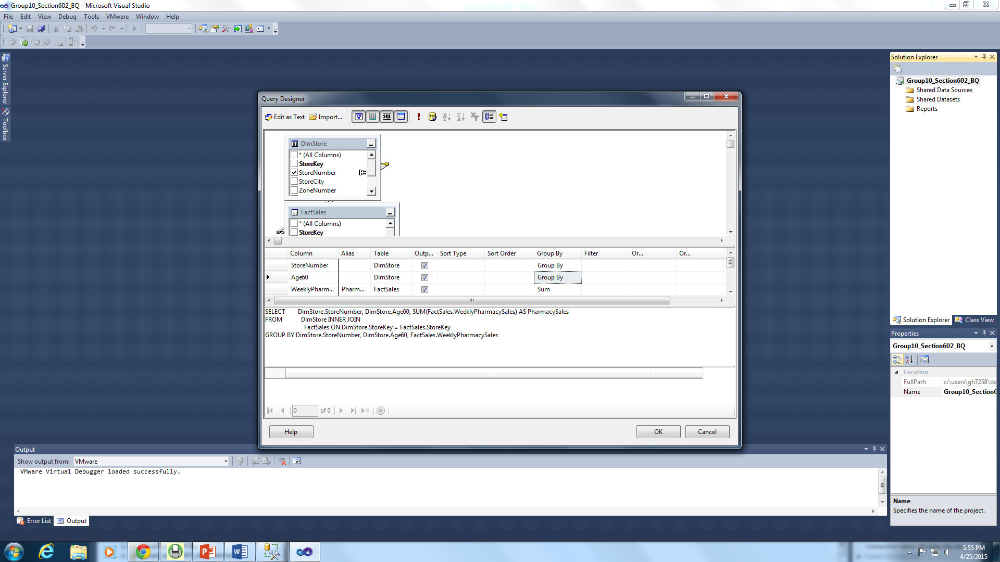 Group10_Section602_BQ - Microsoft Visual Studio
File Edit View Debug Tools VMware Window Help
Server Explorer
Toolbox
Solution Explorer
Group10_Section602_BQ
Shared Data Sources
Shared Datasets
Reports
Query Designer
Edit as Text Import... SQL
DimStore
* (All Columns)
StoreKey
StoreNumber
StoreCity
ZoneNumber
FactSales
* (All Columns)
StoreKey
Column Alias Table Outp... Sort Type Sort Order Group By Filter Or... Or...
StoreNumber DimStore Group By
Age60 DimStore Group By
WeeklyPharm... Pharm... FactSales Sum
SELECT DimStore.StoreNumber, DimStore.Age60, SUM(FactSales.WeeklyPharmacySales) AS PharmacySales
FROM DimStore INNER JOIN
FactSales ON DimStore.StoreKey = FactSales.StoreKey
GROUP BY DimStore.StoreNumber, DimStore.Age60, FactSales.WeeklyPharmacySales
0 of 0
Help OK Cancel
Solution Explorer Class View
Properties
Group10_Section602_BQ
Location
FullPath c:\users\gh7258\dc
Name Group10_Section6
Name
Specifies the name of the project.
Output
Show output from: VMware
VMware Virtual Debugger loaded successfully.
Error List Output
5:55 PM
4/25/2015